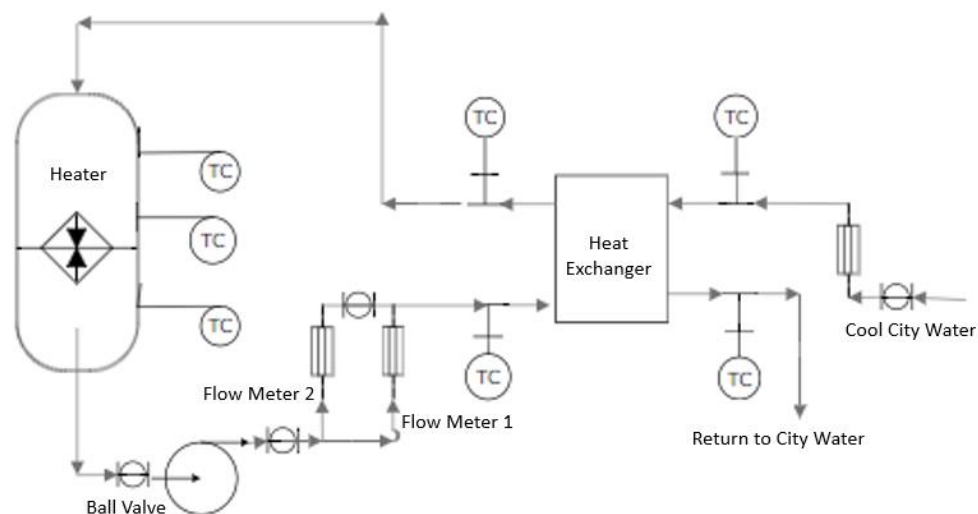 TC
TC
Heater
TC
TC
Heat
Exchanger
TC
Cool City Water
TC
TC
Flow Meter 2
Flow Meter 1
Return to City Water
Ball Valve